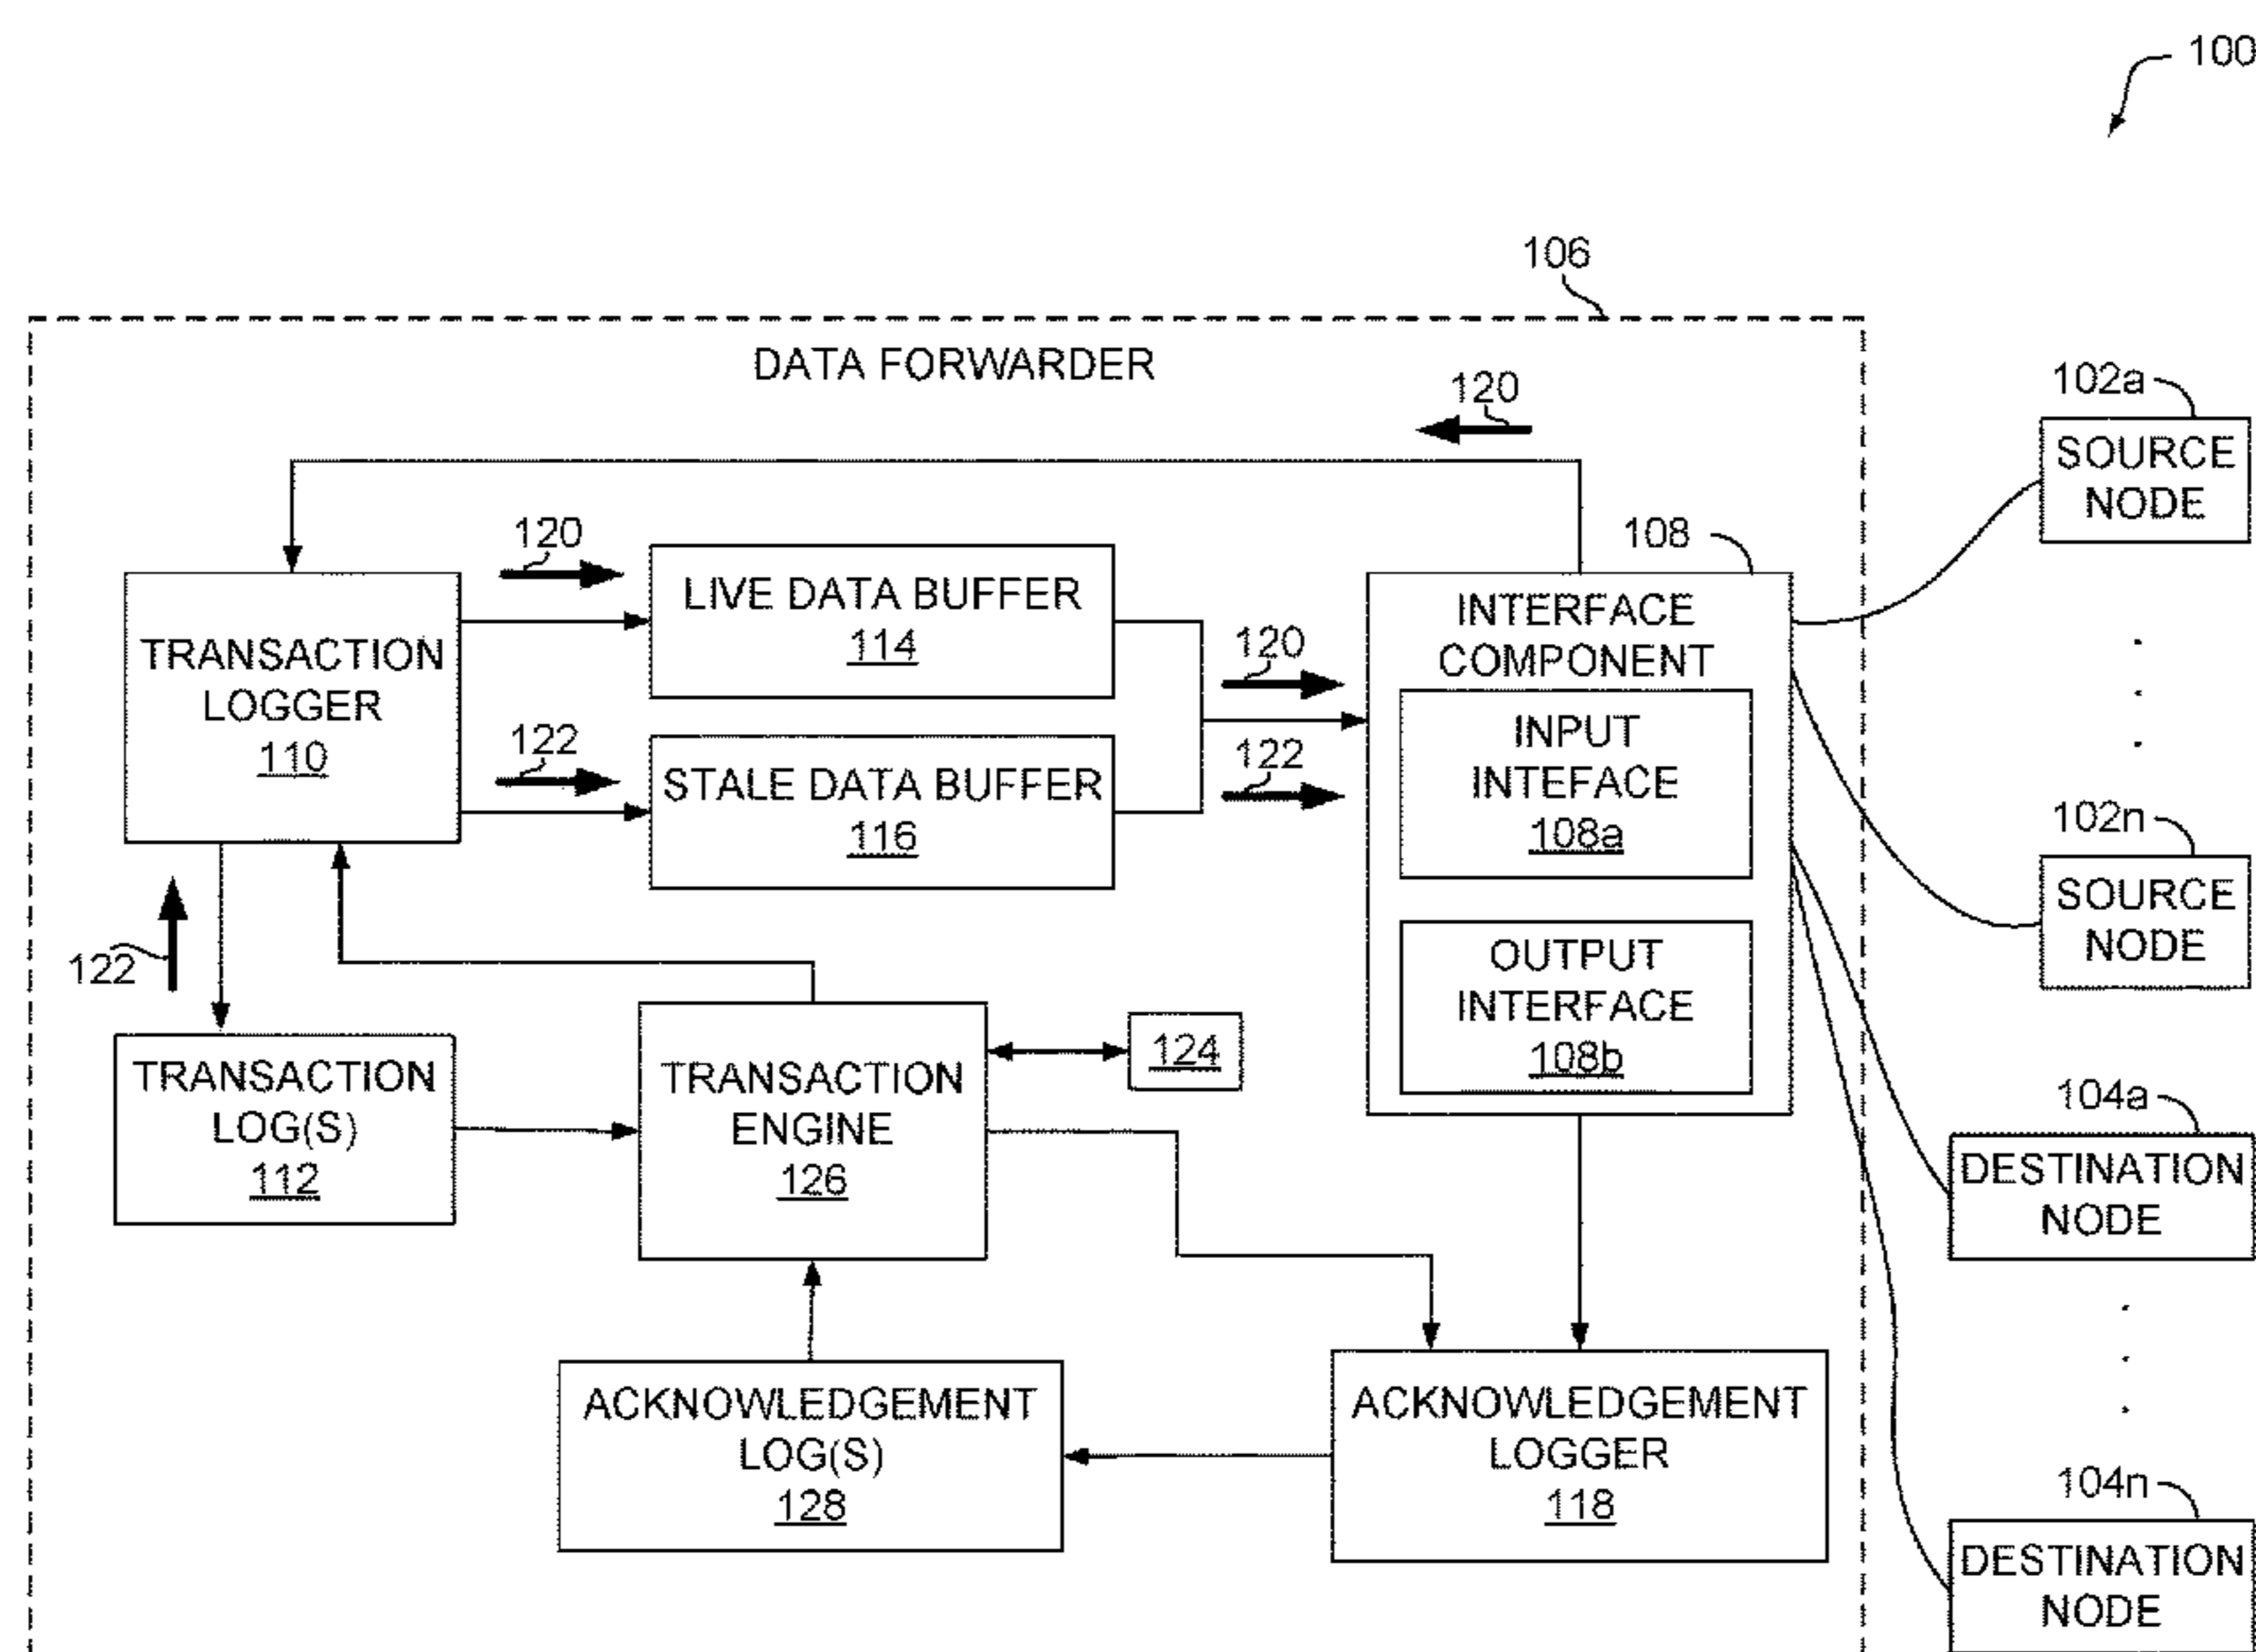 100
106
DATA FORWARDER
120
102a
SOURCE
NODE
120
108
LIVE DATA BUFFER
114
INTERFACE
COMPONENT
TRANSACTION
LOGGER
110
120
INPUT
INTEFACE
108a
122
122
STALE DATA BUFFER
116
102n
SOURCE
NODE
122
OUTPUT
INTERFACE
108b
124
TRANSACTION
LOG(S)
112
TRANSACTION
ENGINE
126
104a
DESTINATION
NODE
ACKNOWLEDGEMENT
LOG(S)
128
ACKNOWLEDGEMENT
LOGGER
118
104n
DESTINATION
NODE